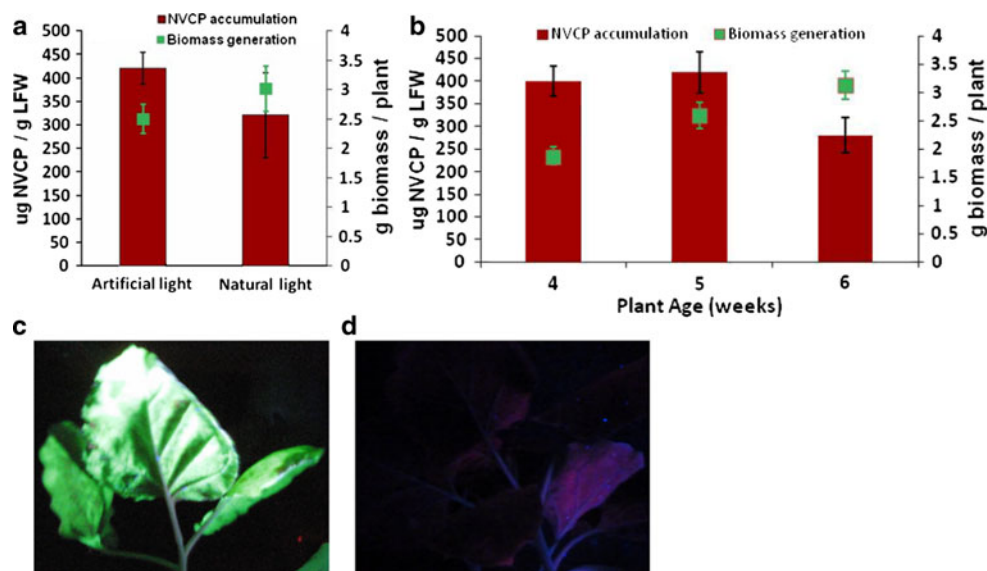 a
NVCP accumulation
Biomass generation
ug NVCP / g LFW
500
450
400
350
300
250
200
150
100
50
0
4
3.5
3
2.5
2
1.5
1
0.5
0
g biomass / plant
Artificial light Natural light
b
NVCP accumulation Biomass generation
ug NVCP / g LFW
500
450
400
350
300
250
200
150
100
50
0
4
3.5
3
2.5
2
1.5
1
0.5
0
g biomass / plant
4 5 6
Plant Age (weeks)
c
d